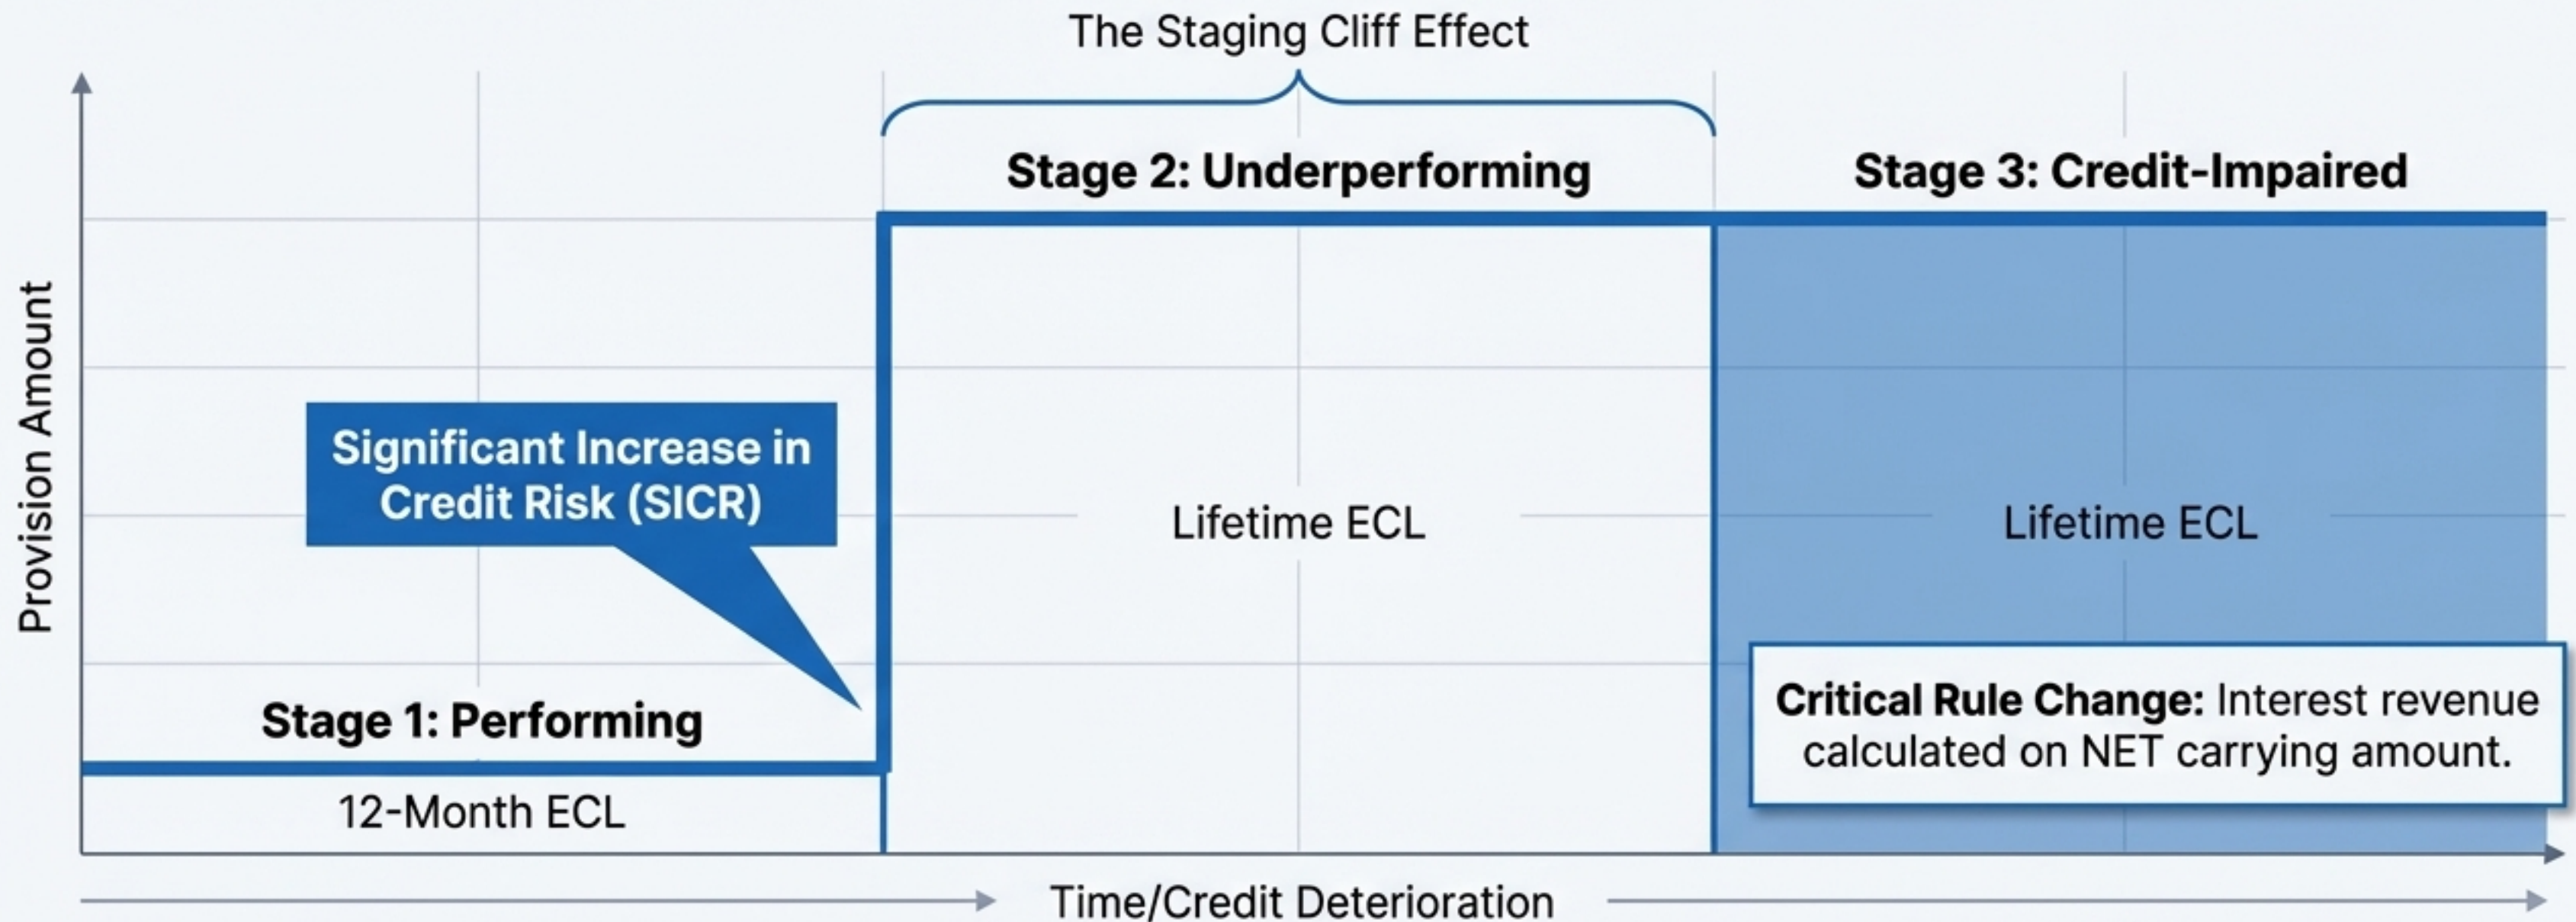 The Staging Cliff Effect
Stage 2: Underperforming
Stage 3: Credit-Impaired
Provision Amount
Significant Increase in
Credit Risk (SICR)
Lifetime ECL
Lifetime ECL
Stage 1: Performing
12-Month ECL
Critical Rule Change: Interest revenue
calculated on NET carrying amount.
Time/Credit Deterioration